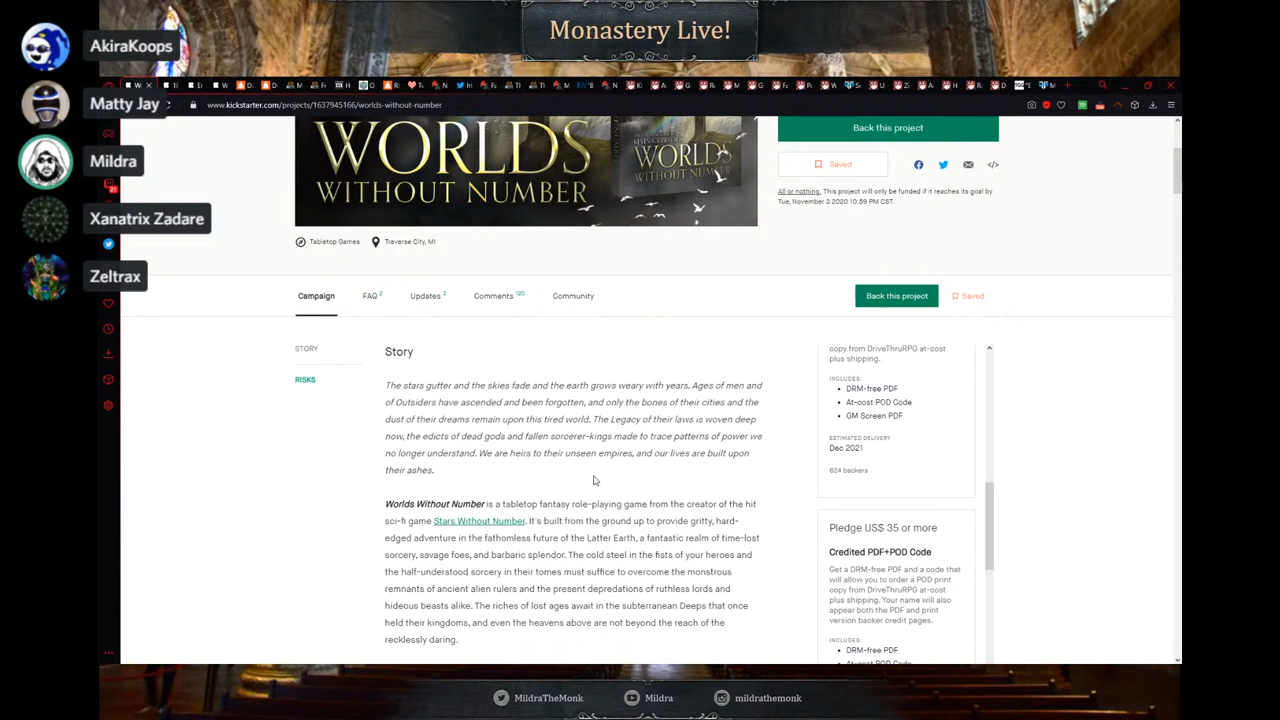 Monastery Live!
AkiraKoops
Matty Jay
Mildra
Xanatrix Zadare
Zeltrax
www.kickstarter.com/projects/1637945166/worlds-without-number
WORLDS
WITHOUT NUMBER
KEVIN CRAWFORD
WORLDS
WITHOUT NUMBER
Back this project
Saved
All or nothing. This project will only be funded if it reaches its goal by
Tue, November 3 2020 10:59 PM CST.
Tabletop Games
Traverse City, MI
Campaign
FAQ 2
Updates 3
Comments 120
Community
Back this project
Saved
STORY
RISKS
Story
The stars gutter and the skies fade and the earth grows weary with years. Ages of men and
of Outsiders have ascended and been forgotten, and only the bones of their cities and the
dust of their dreams remain upon this tired world. The Legacy of their laws is woven deep
now, the edicts of dead gods and fallen sorcerer-kings made to trace patterns of power we
no longer understand. We are heirs to their unseen empires, and our lives are built upon
their ashes.
Worlds Without Number is a tabletop fantasy role-playing game from the creator of the hit
sci-fi game Stars Without Number. It's built from the ground up to provide gritty, hard-
edged adventure in the fathomless future of the Latter Earth, a fantastic realm of time-lost
sorcery, savage foes, and barbaric splendor. The cold steel in the fists of your heroes and
the half-understood sorcery in their tomes must suffice to overcome the monstrous
remnants of ancient alien rulers and the present depredations of ruthless lords and
hideous beasts alike. The riches of lost ages await in the subterranean Deeps that once
held their kingdoms, and even the heavens above are not beyond the reach of the
recklessly daring.
copy from DriveThruRPG at-cost
plus shipping.
INCLUDES:
• DRM-free PDF
• At-cost POD Code
• GM Screen PDF
ESTIMATED DELIVERY
Dec 2021
624 backers
Pledge US$ 35 or more
Credited PDF+POD Code
Get a DRM-free PDF and a code that
will allow you to order a POD print
copy from DriveThruRPG at-cost
plus shipping. Your name will also
appear both the PDF and print
version backer credit pages.
INCLUDES:
• DRM-free PDF
• At-cost POD Code
MildraTheMonk
Mildra
mildrathemonk